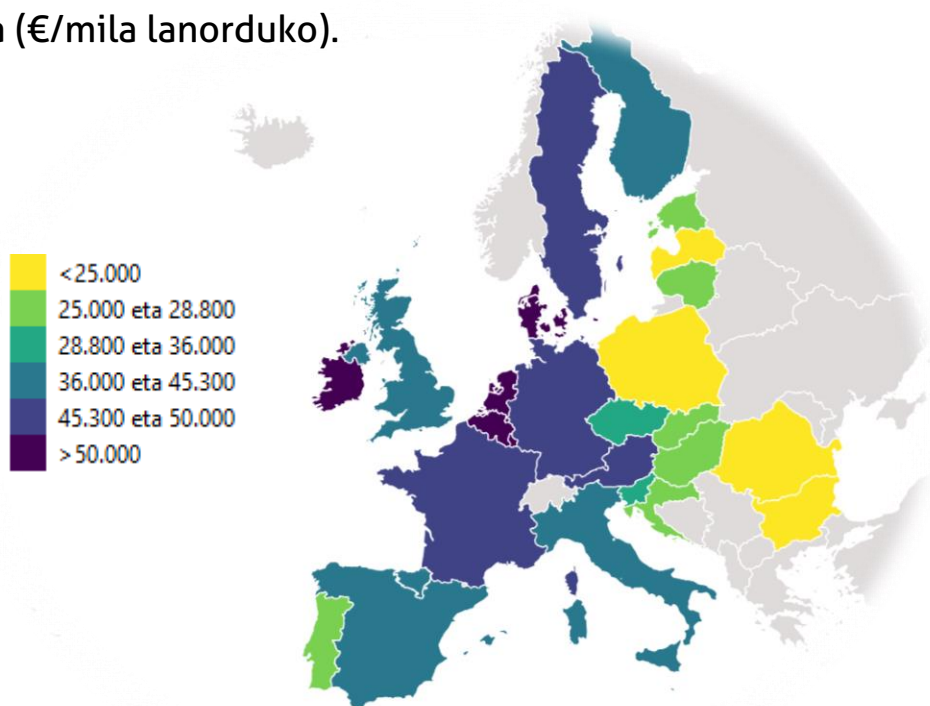 (€/mila lanorduko).
<25.000
25.000 eta 28.800
28.800 eta 36.000
36.000 eta 45.300
45.300 eta 50.000
>50.000